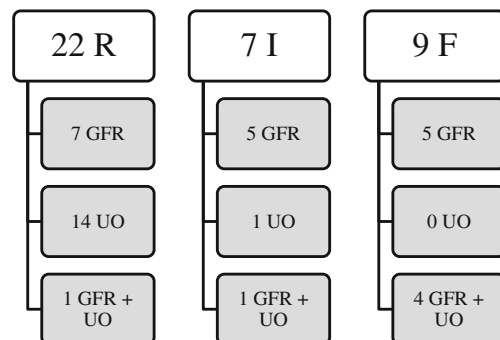 22 R
7 GFR
14 UO
1 GFR +
UO
7 I
5 GFR
1 UO
1 GFR +
UO
9 F
5 GFR
0 UO
4 GFR +
UO